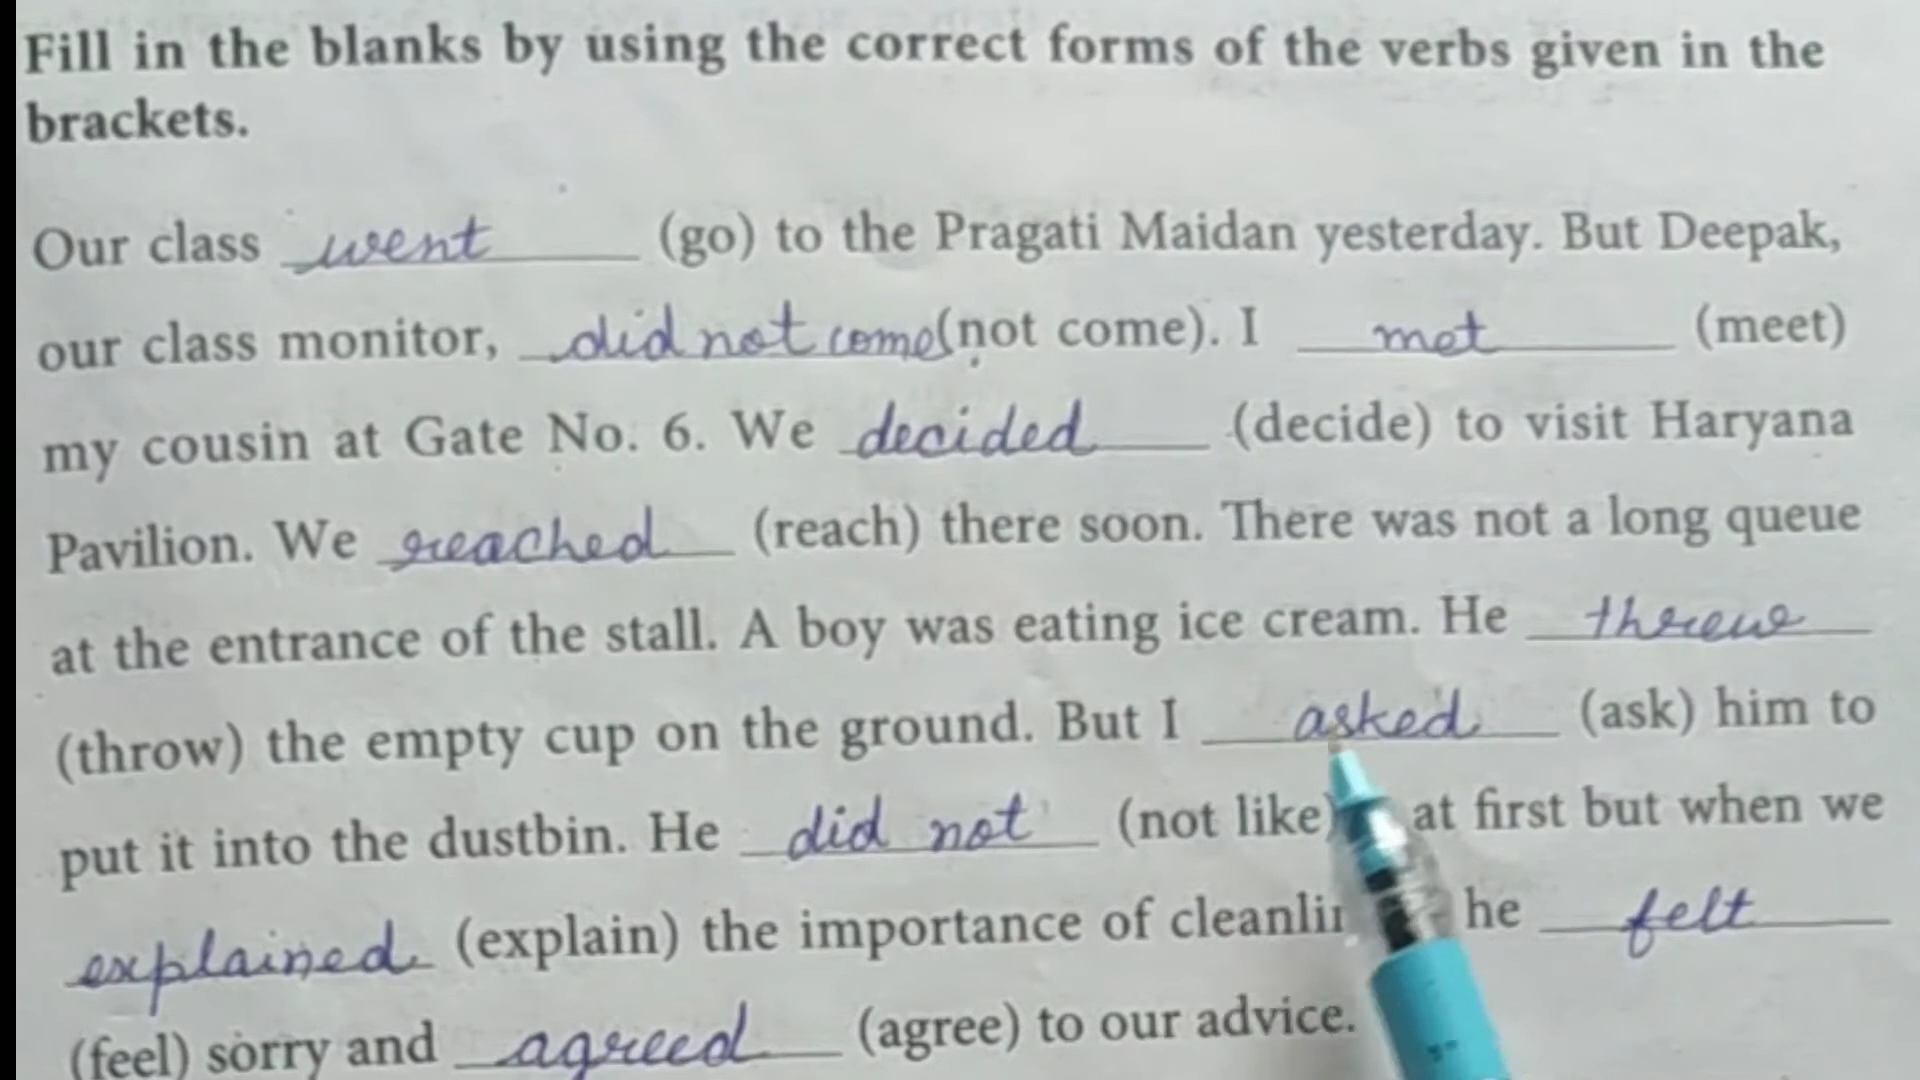 Fill in the blanks by using the correct forms of the verbs given in the
brackets.
Our class went (go) to the Pragati Maidan yesterday. But Deepak,
our class monitor, did not come (not come). I met (meet)
my cousin at Gate No. 6. We decided (decide) to visit Haryana
Pavilion. We reached (reach) there soon. There was not a long queue
at the entrance of the stall. A boy was eating ice cream. He threw
(throw) the empty cup on the ground. But I asked (ask) him to
put it into the dustbin. He did not (not like) at first but when we
explained (explain) the importance of he felt
(feel) sorry and agreed (agree) to our advice.